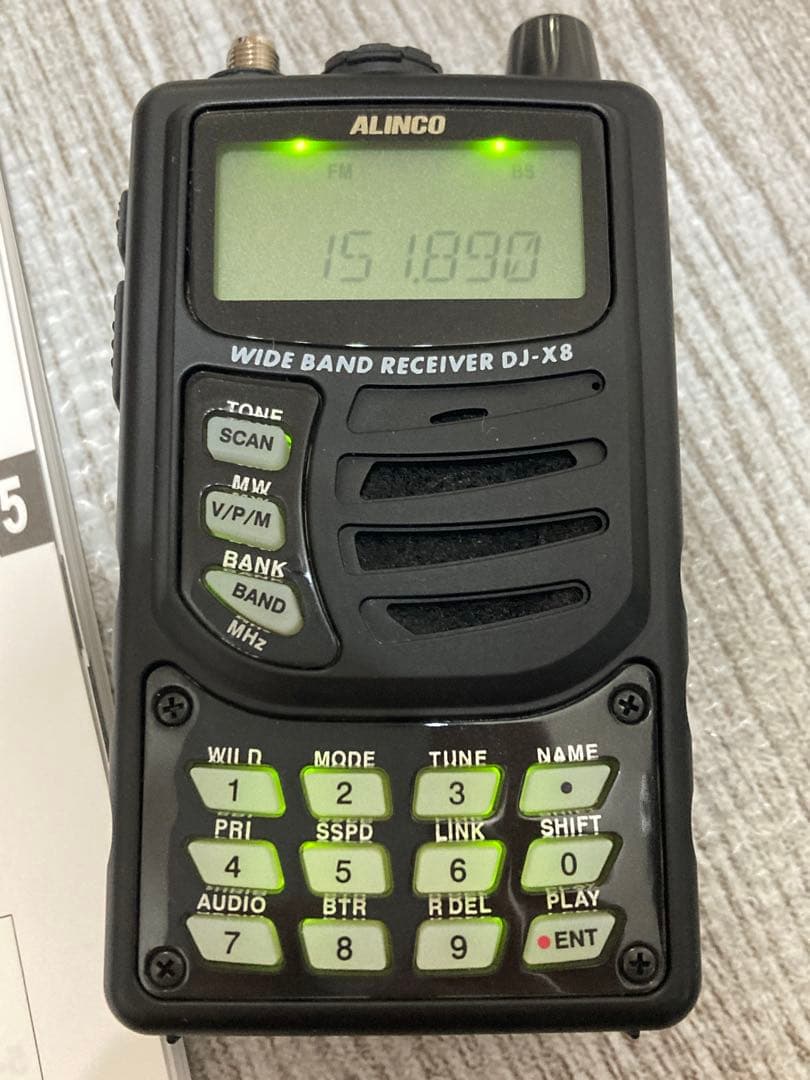 ALINCO
FM BS
151.890
WIDE BAND RECEIVER DJ-X8
TONE
SCAN
MW
V/P/M
BANK
BAND
MHz
5
WILD MODE TUNE NAME
1 2 3 •
PRI SSPD LINK SHIFT
4 5 6 0
AUDIO BTR R DEL PLAY
7 8 9 ENT